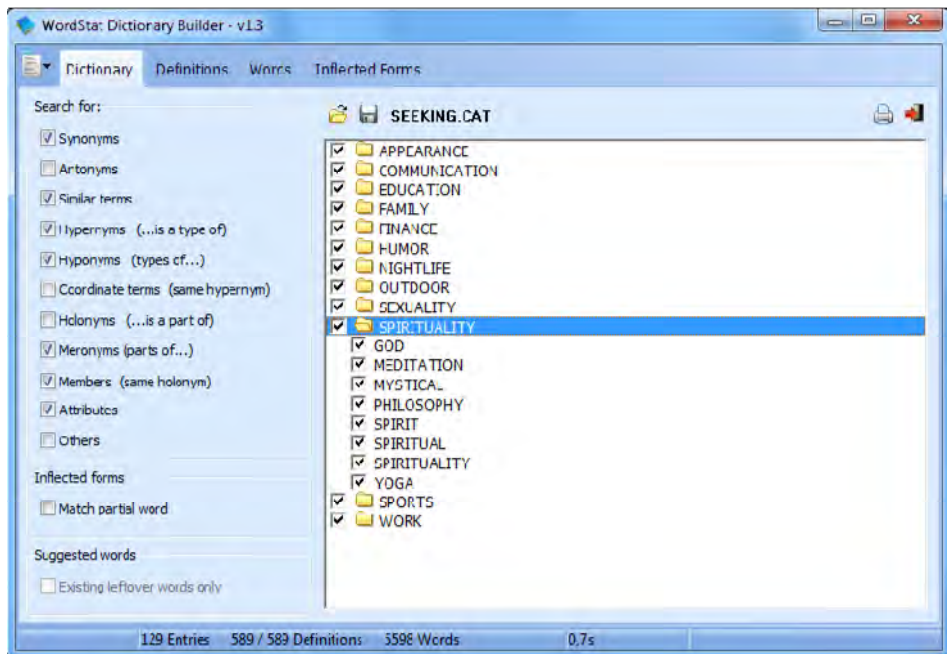 WordStat Dictionary Builder - v1.3
Dictionary Definitions Words Inflected Forms
Search for:
Synonyms
Antonyms
Similar terms
Hypernyms (...is a type of)
Hyponyms (types of...)
Coordinate terms (same hypernym)
Holonyms (...is a part of)
Meronyms (parts of...)
Members (same holonym)
Attributes
Others
Inflected forms
Match partial word
Suggested words
Existing leftover words only
SEEKING.CAT
APPEARANCE
COMMUNICATION
EDUCATION
FAMILY
FINANCE
HUMOR
NIGHTLIFE
OUTDOOR
SEXUALITY
SPIRITUALITY
GOD
MEDITATION
MYSTICAL
PHILOSOPHY
SPIRIT
SPIRITUAL
SPIRITUALITY
YOGA
SPORTS
WORK
129 Entries 589 / 589 Definitions Words 0,7s